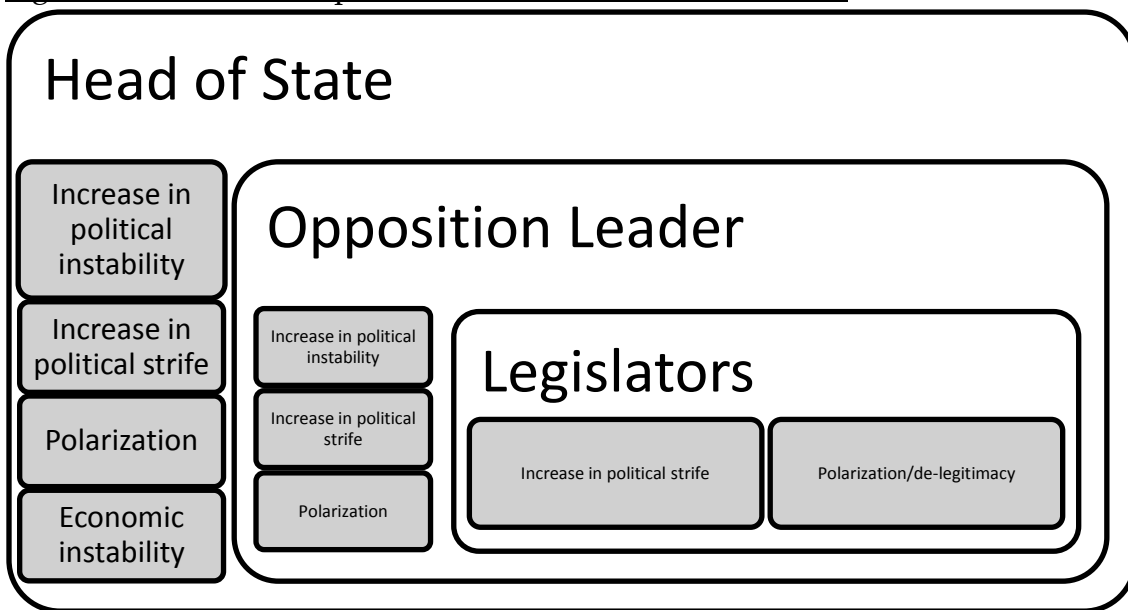 Head of State
Increase in
political
instability
Increase in
political strife
Polarization
Economic
instability
Opposition Leader
Increase in political
instability
Increase in political
strife
Polarization
Legislators
Increase in political strife
Polarization/de-legitimacy